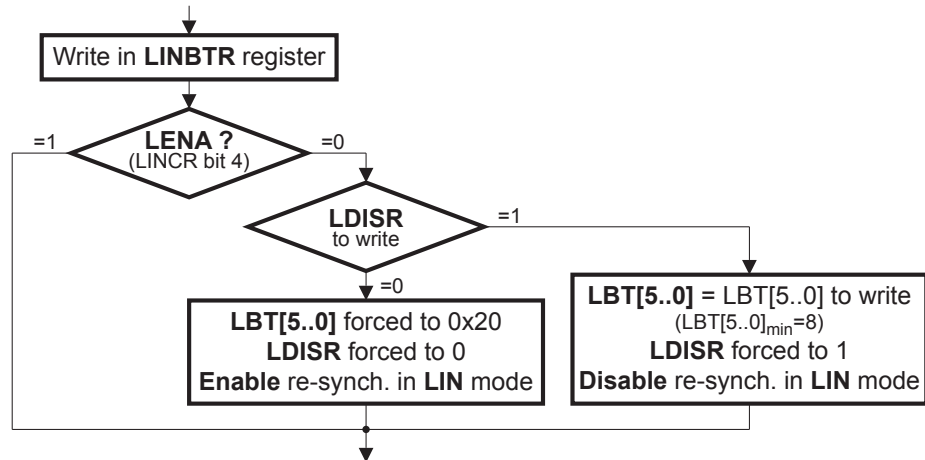 Write in LINBTR register
LENA ?
(LINCR bit 4)
=1
=0
LDISR
to write
=1
=0
LBT[5..0] forced to 0x20
LDISR forced to 0
Enable re-synch. in LIN mode
LBT[5..0] = LBT[5..0] to write
(LBT[5..0]min=8)
LDISR forced to 1
Disable re-synch. in LIN mode